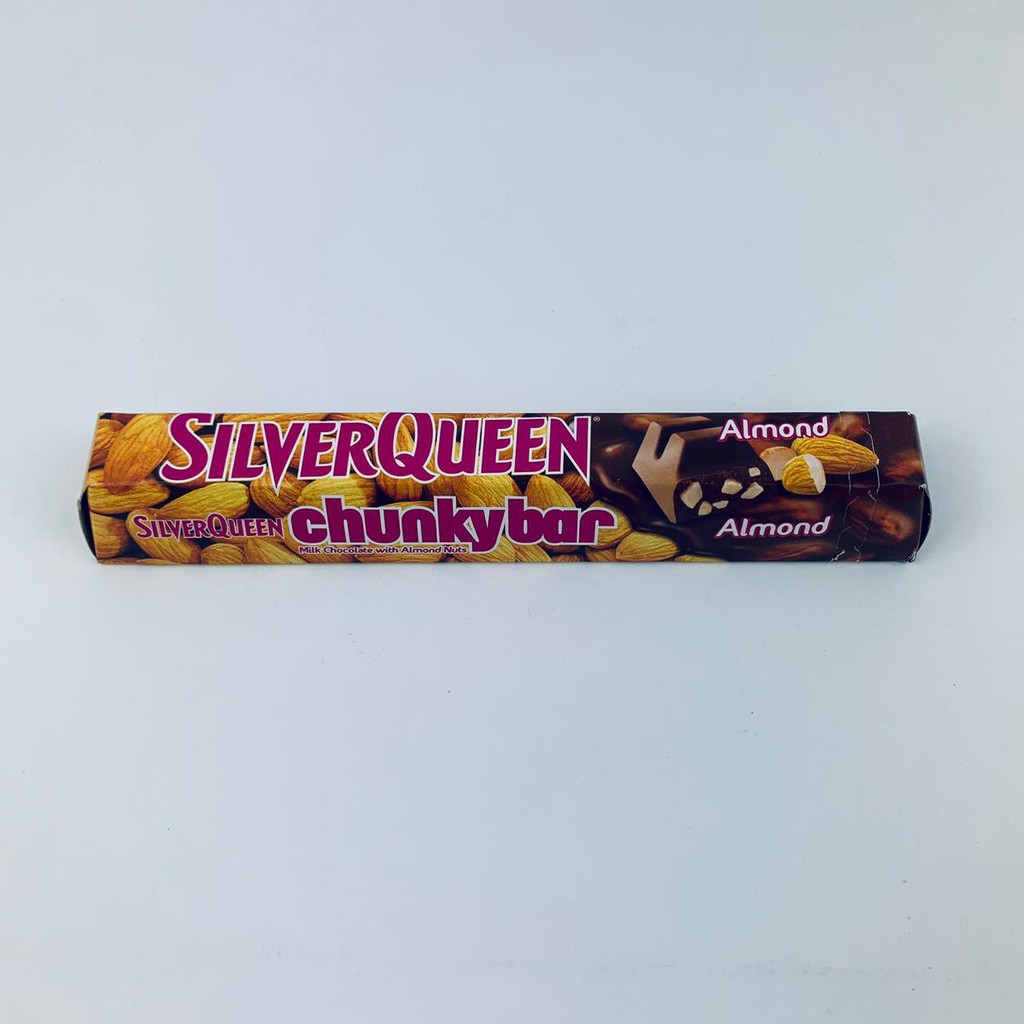 SILVERQUEEN®
Almond
SILVERQUEEN chunkybar
Almond
Milk Chocolate with Almond Nuts